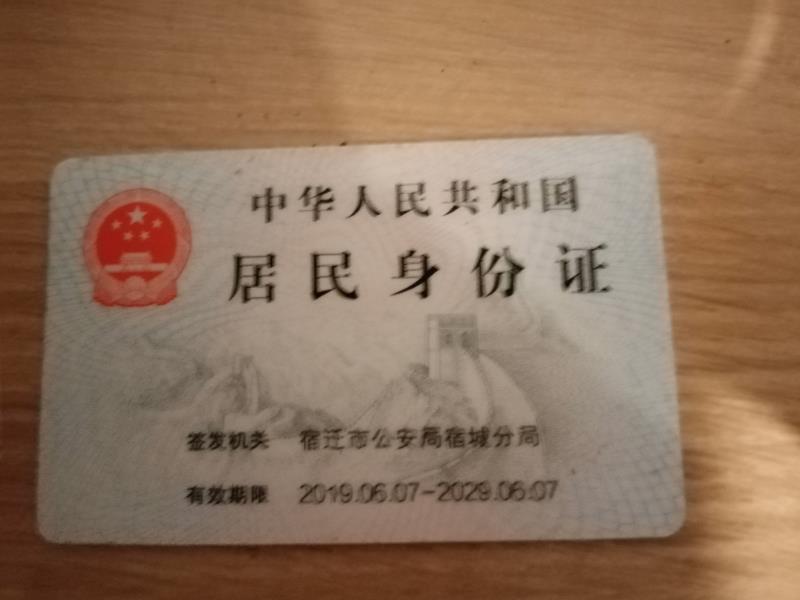 中华人民共和国
居民身份证
签发机关 宿迁市公安局宿城分局
有效期限 2019.06.07-2029.06.07